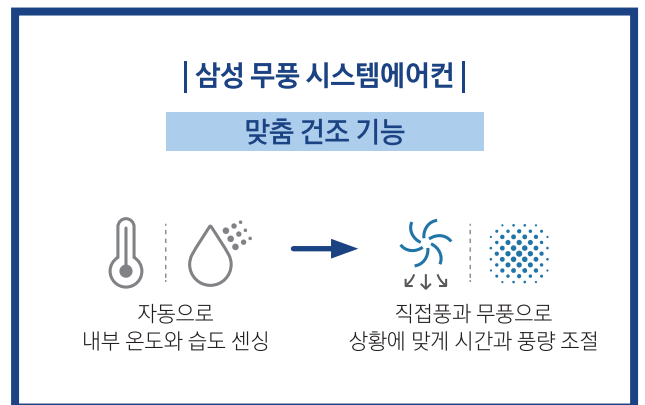 | 삼성 무풍 시스템에어컨 |
맞춤 건조 기능
자동으로
내부 온도와 습도 센싱
직접풍과 무풍으로
상황에 맞게 시간과 풍량 조절